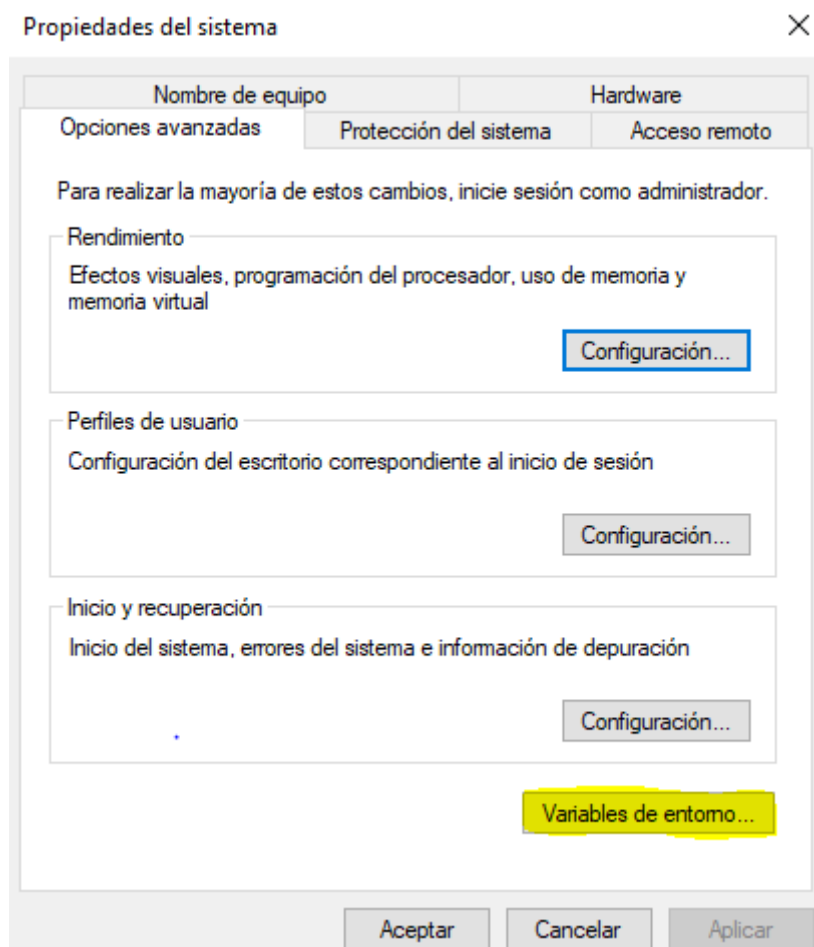 Propiedades del sistema
Nombre de equipo
Hardware
Opciones avanzadas
Protección del sistema
Acceso remoto
Para realizar la mayoría de estos cambios, inicie sesión como administrador.
Rendimiento
Efectos visuales, programación del procesador, uso de memoria y
memoria virtual
Configuración...
Perfiles de usuario
Configuración del escritorio correspondiente al inicio de sesión
Configuración...
Inicio y recuperación
Inicio del sistema, errores del sistema e información de depuración
Configuración...
Variables de entorno...
Aceptar
Cancelar
Aplicar